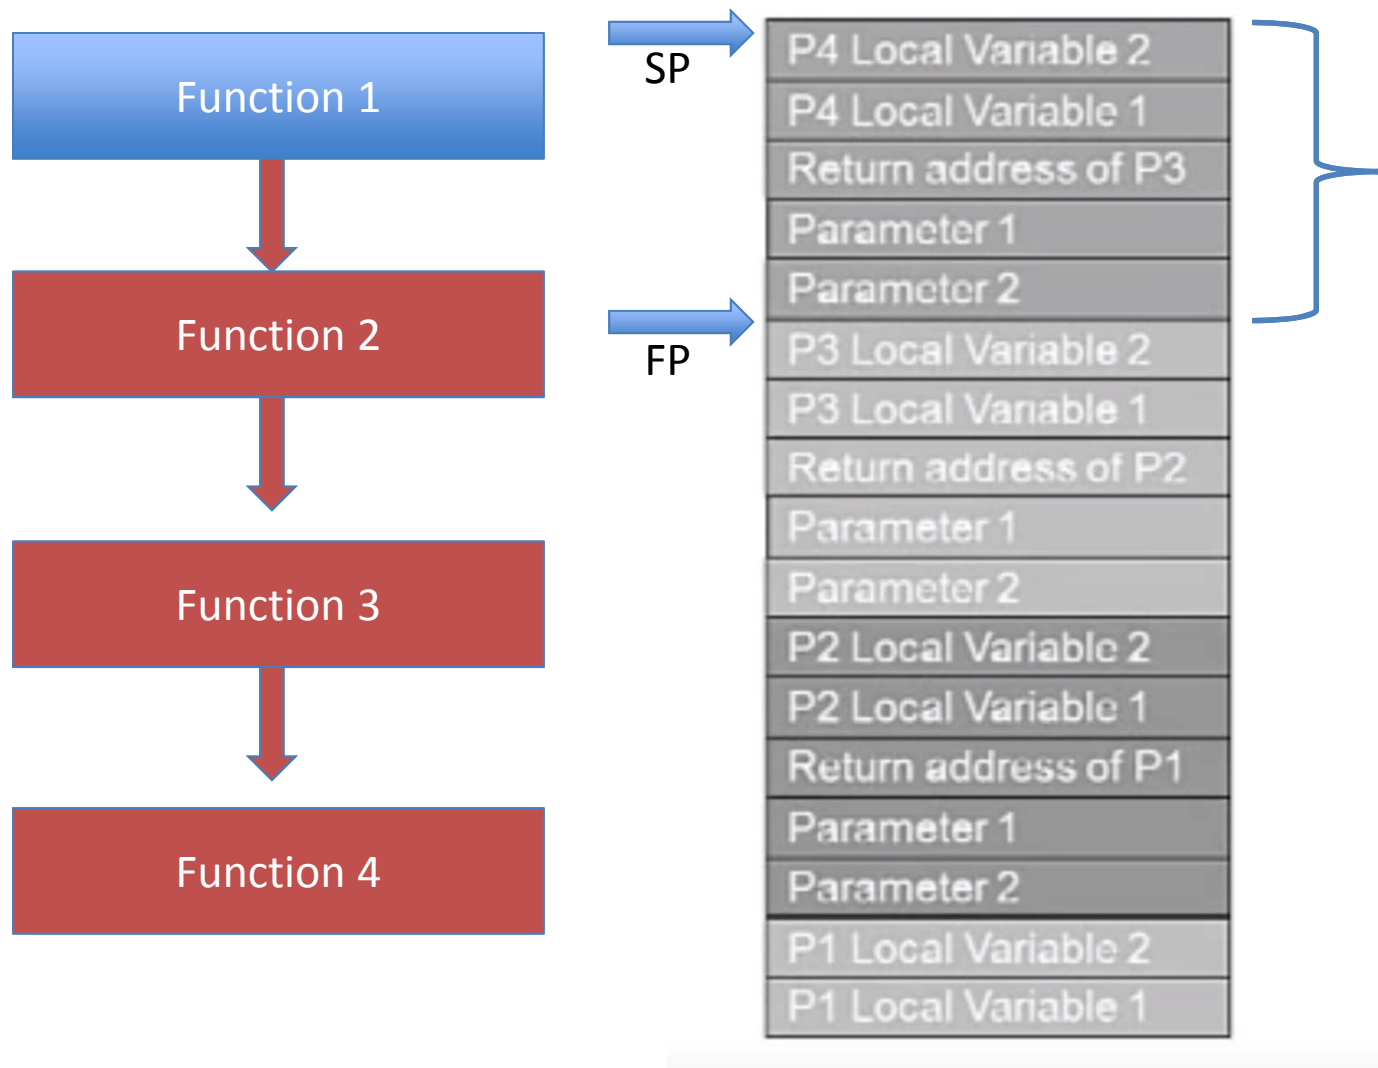 Function 1
Function 2
Function 3
Function 4
SP
FP
P4 Local Variable 2
P4 Local Variable 1
Return address of P3
Parameter 1
Parameter 2
P3 Local Variable 2
P3 Local Variable 1
Return address of P2
Parameter 1
Parameter 2
P2 Local Variable 2
P2 Local Variable 1
Return address of P1
Parameter 1
Parameter 2
P1 Local Variable 2
P1 Local Variable 1